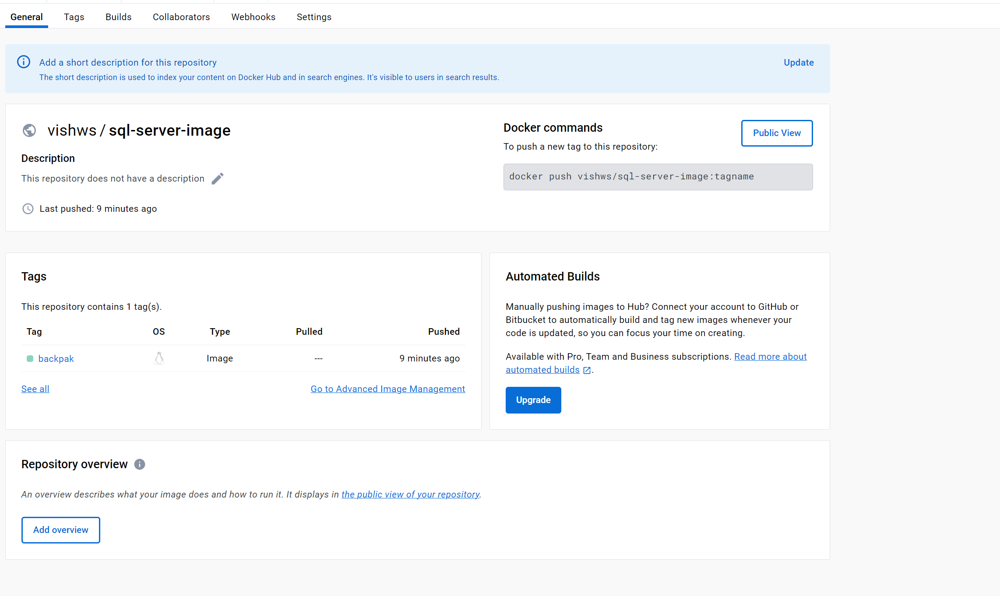 General Tags Builds Collaborators Webhooks Settings
Add a short description for this repository
Update
The short description is used to index your content on Docker Hub and in search engines. It's visible to users in search results.
vishws / sql-server-image
Description
This repository does not have a description
Last pushed: 9 minutes ago
Docker commands
Public View
To push a new tag to this repository:
docker push vishws/sql-server-image:tagname
Tags
This repository contains 1 tag(s).
Tag OS Type Pulled Pushed
backpak Image --- 9 minutes ago
See all Go to Advanced Image Management
Automated Builds
Manually pushing images to Hub? Connect your account to GitHub or
Bitbucket to automatically build and tag new images whenever your
code is updated, so you can focus your time on creating.
Available with Pro, Team and Business subscriptions. Read more about
automated builds .
Upgrade
Repository overview
An overview describes what your image does and how to run it. It displays in the public view of your repository.
Add overview